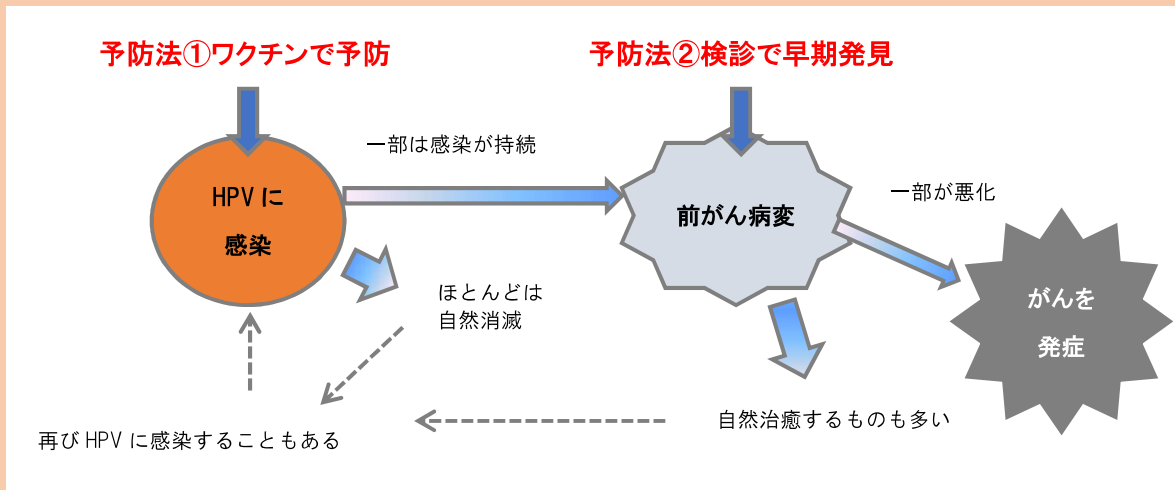 予防法①ワクチンで予防
予防法②検診で早期発見
一部は感染が持続
HPVに
感染
前がん病変
一部が悪化
ほとんどは
自然消滅
がんを
発症
自然治癒するものも多い
再びHPVに感染することもある